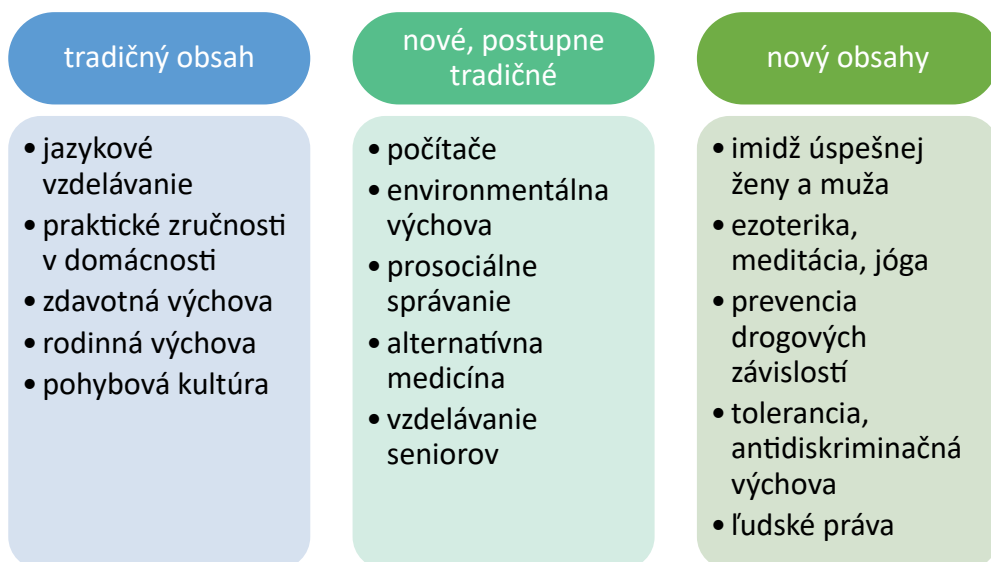 tradičný obsah
• jazykové
vzdelávanie
• praktické zručnosti
v domácnosti
• zdavotná výchova
• rodinná výchova
• pohybová kultúra
nové, postupne
tradičné
• počítače
• environmentálna
výchova
• prosociálne
správanie
• alternatívna
medicína
• vzdelávanie
seniorov
nový obsahy
• imidž úspešnej
ženy a muža
• ezoterika,
meditácia, jóga
• prevencia
drogových
závislostí
• tolerancia,
antidiskriminačná
výchova
• ľudské práva